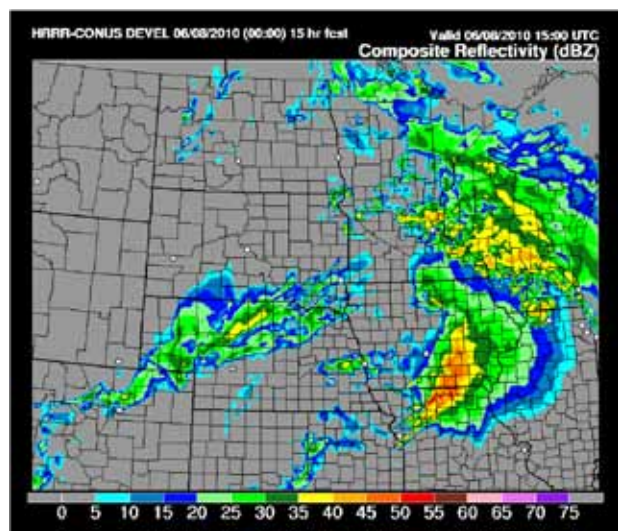 HRRR-CONUS DEVEL 06/08/2010 (00:00) 15 hr fcst
Valid 06/08/2010 15:00 UTC
Composite Reflectivity (dBZ)
0 5 10 15 20 25 30 35 40 45 50 55 60 65 70 75